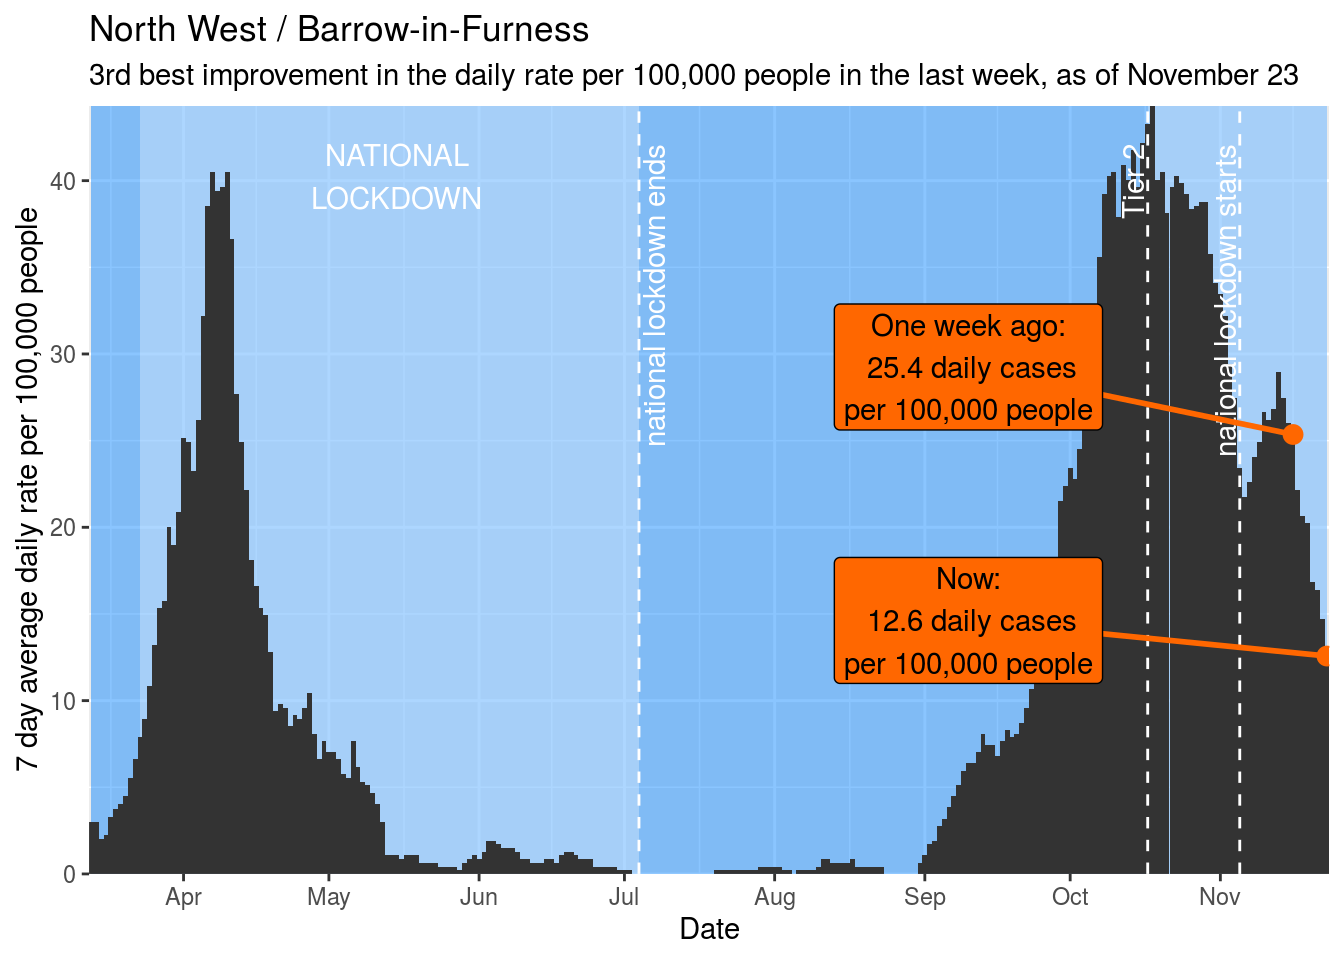 North West / Barrow-in-Furness
3rd best improvement in the daily rate per 100,000 people in the last week, as of November 23
7 day average daily rate per 100,000 people
40
30
20
10
0
NATIONAL
LOCKDOWN
national lockdown ends
Tier 2
national lockdown starts
One week ago:
25.4 daily cases
per 100,000 people
Now:
12.6 daily cases
per 100,000 people
Apr
May
Jun
Jul
Aug
Sep
Oct
Nov
Date